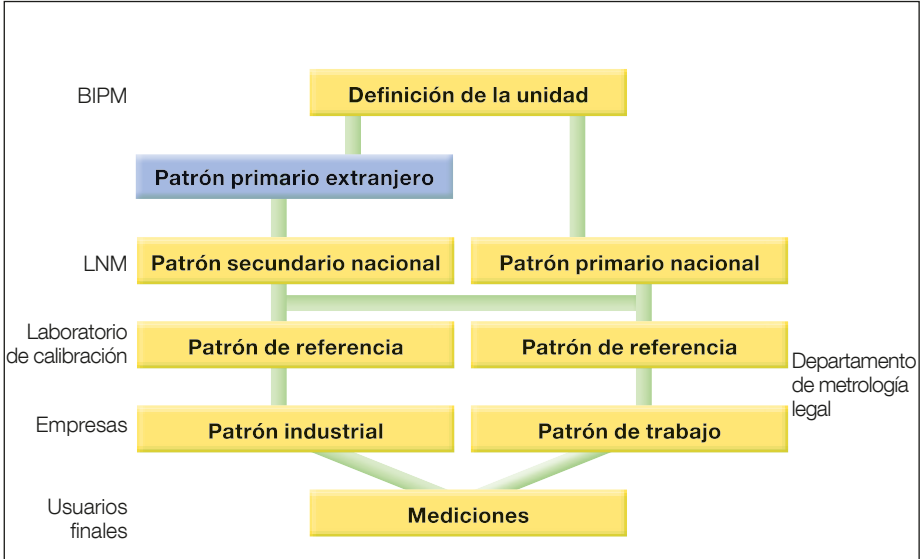 BIPM
Definición de la unidad
Patrón primario extranjero
LNM
Patrón secundario nacional
Patrón primario nacional
Laboratorio
de calibración
Patrón de referencia
Patrón de referencia
Departamento
de metrología
legal
Empresas
Patrón industrial
Patrón de trabajo
Usuarios
finales
Mediciones